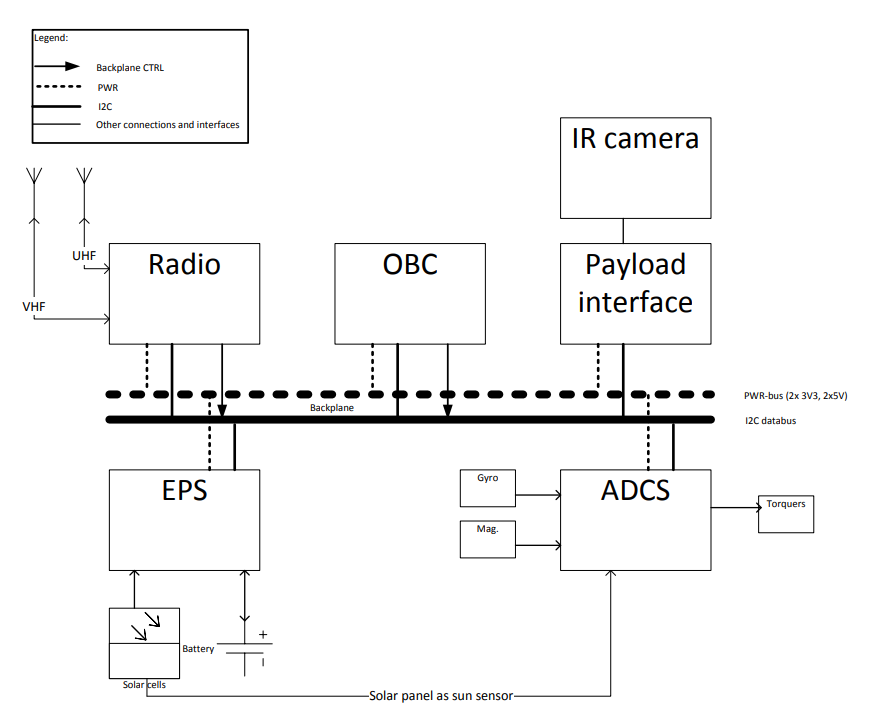 Legend:
Backplane CTRL
PWR
I2C
Other connections and interfaces
IR camera
UHF
VHF
Radio
OBC
Payload
interface
PWR-bus (2x 3V3, 2x5V)
Backplane
I2C databus
EPS
Gyro
Mag.
ADCS
Torquers
+
Battery
–
Solar cells
Solar panel as sun sensor